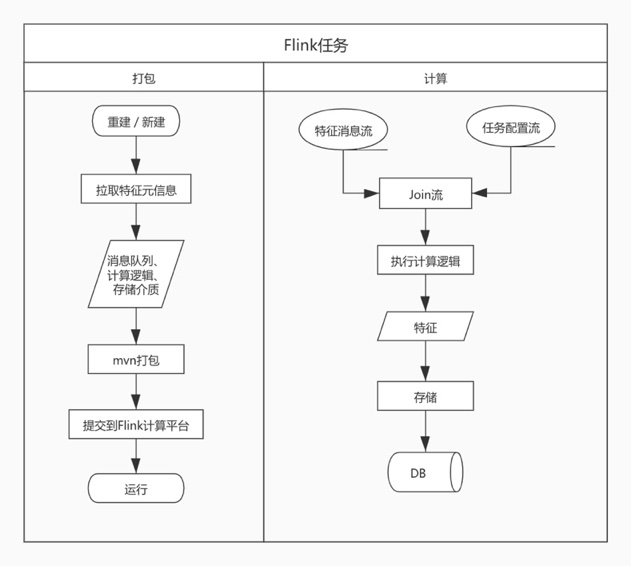 Flink任务
打包
计算
重建 / 新建
拉取特征元信息
消息队列、
计算逻辑、
存储介质
mvn打包
提交到Flink计算平台
运行
特征消息流
任务配置流
Join流
执行计算逻辑
特征
存储
DB